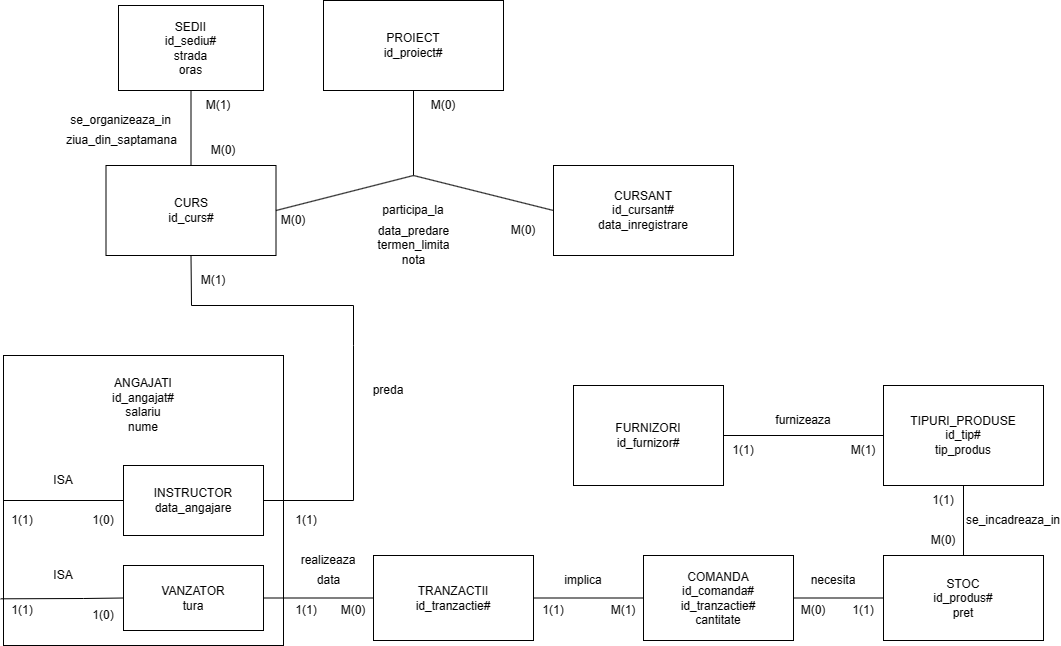 SEDII
id_sediu#
strada
oras
PROIECT
id_proiect#
M(1)
M(0)
se_organizeaza_in
ziua_din_saptamana
M(0)
CURS
id_curs#
M(0)
participa_la
data_predare
termen_limita
nota
M(0)
CURSANT
id_cursant#
data_inregistrare
M(1)
preda
ANGAJATI
id_angajat#
salariu
nume
ISA
1(1)
1(0)
INSTRUCTOR
data_angajare
1(1)
ISA
1(1)
1(0)
VANZATOR
tura
realizeaza
data
1(1)
M(0)
FURNIZORI
id_furnizor#
furnizeaza
1(1)
M(1)
TIPURI_PRODUSE
id_tip#
tip_produs
1(1)
se_incadreaza_in
M(0)
TRANZACTII
id_tranzactie#
implica
1(1)
M(1)
COMANDA
id_comanda#
id_tranzactie#
cantitate
necesita
M(0)
1(1)
STOC
id_produs#
pret